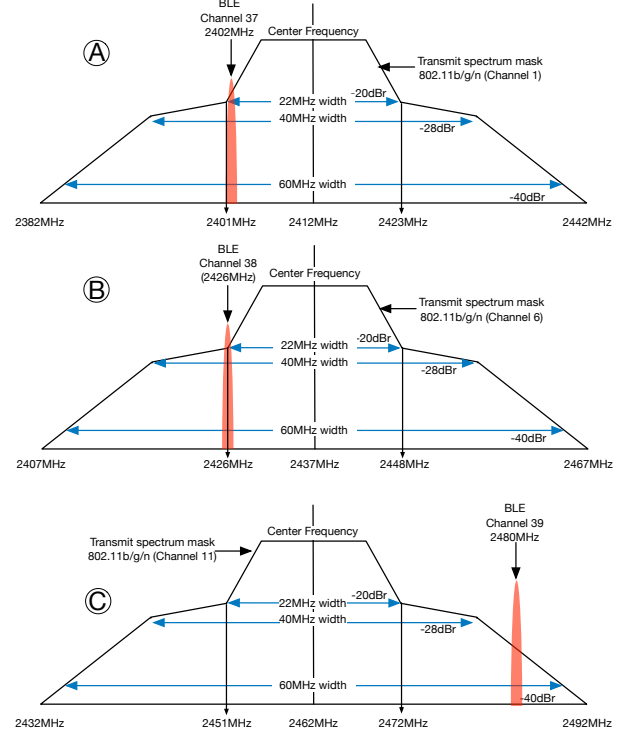 BLE
Channel 37
2402MHz
Center Frequency
A
Transmit spectrum mask
802.11b/g/n (Channel 1)
-20dBr
22MHz width
40MHz width
-28dBr
60MHz width
-40dBr
2382MHz 2401MHz 2412MHz 2423MHz 2442MHz
BLE
Channel 38
(2426MHz)
Center Frequency
B
Transmit spectrum mask
802.11b/g/n (Channel 6)
-20dBr
22MHz width
40MHz width
-28dBr
60MHz width
-40dBr
2407MHz 2426MHz 2437MHz 2448MHz 2467MHz
BLE
Channel 39
2480MHz
Center Frequency
Transmit spectrum mask
802.11b/g/n (Channel 11)
C
-20dBr
22MHz width
40MHz width
-28dBr
60MHz width
-40dBr
2432MHz 2451MHz 2462MHz 2472MHz 2492MHz